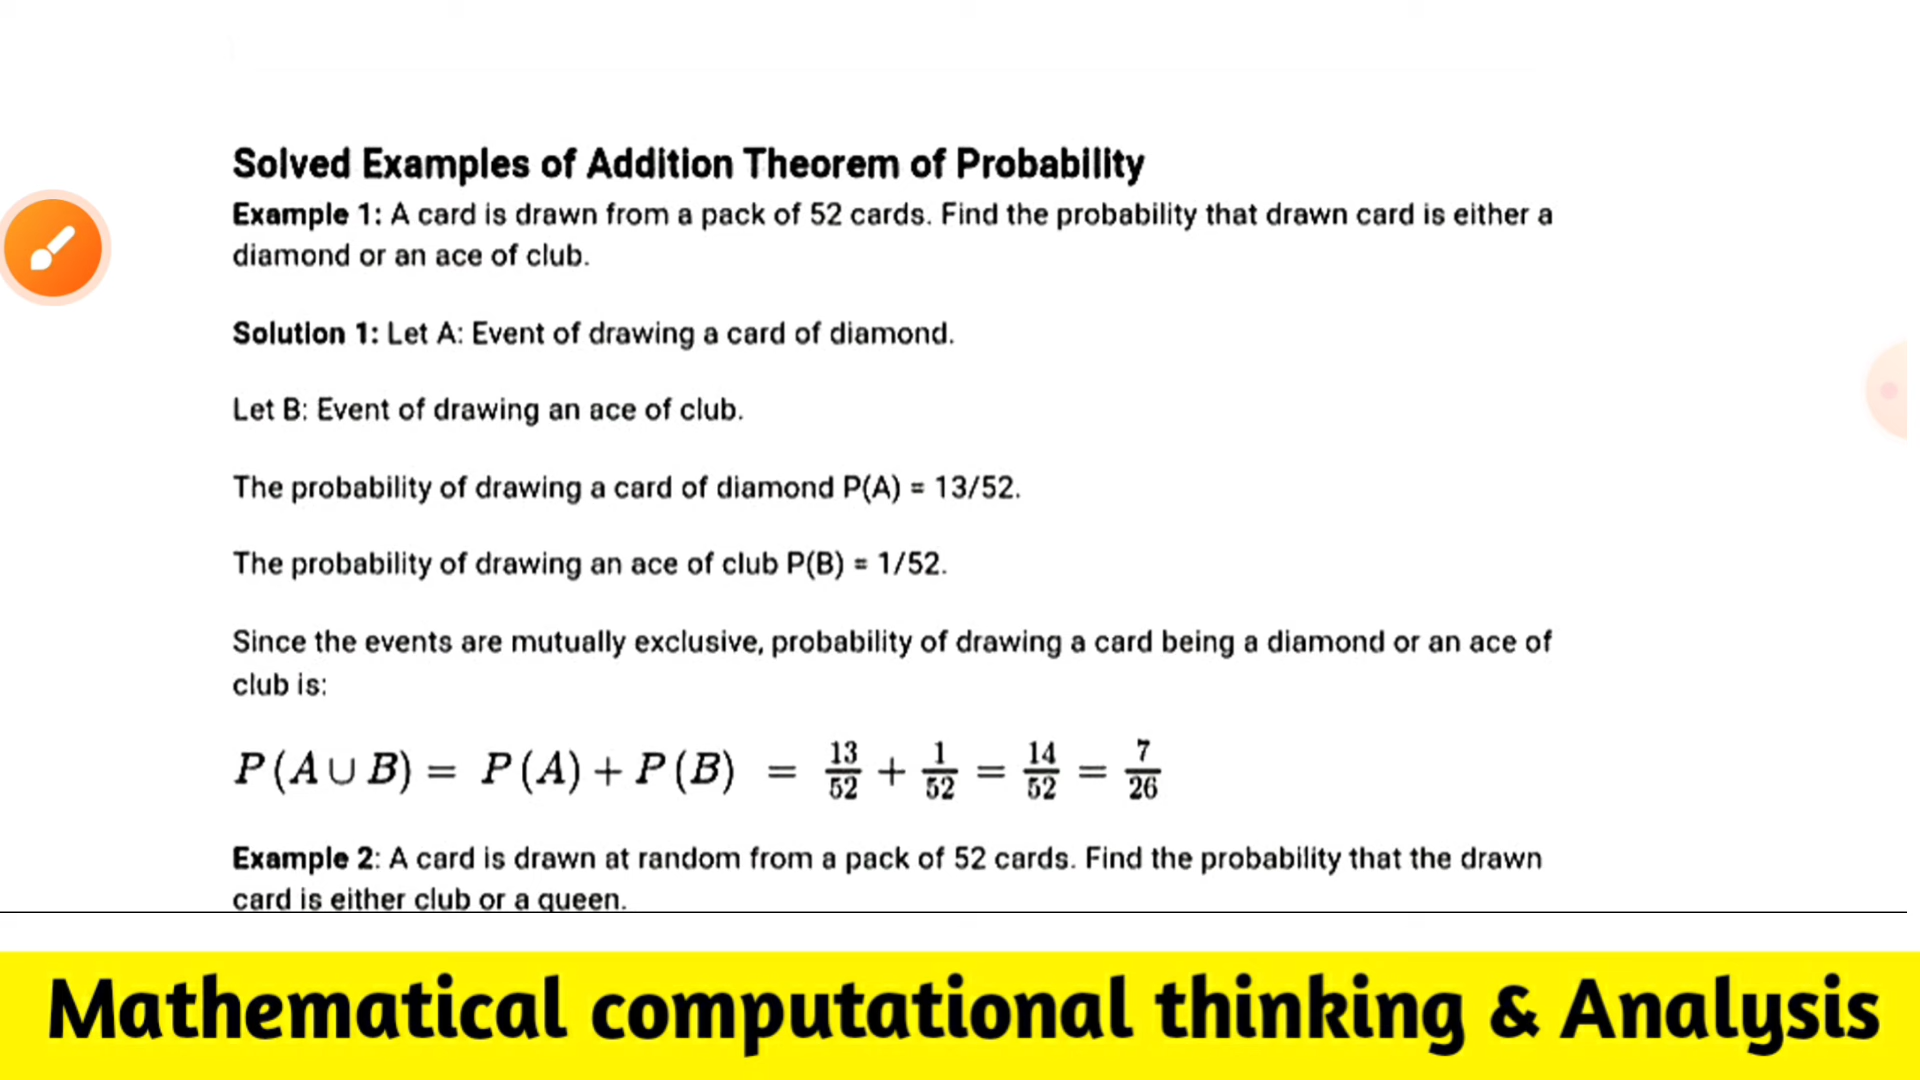 Solved Examples of Addition Theorem of Probability
Example 1: A card is drawn from a pack of 52 cards. Find the probability that drawn card is either a
diamond or an ace of club.
Solution 1: Let A: Event of drawing a card of diamond.
Let B: Event of drawing an ace of club.
The probability of drawing a card of diamond P(A) = 13/52.
The probability of drawing an ace of club P(B) = 1/52.
Since the events are mutually exclusive, probability of drawing a card being a diamond or an ace of
club is:
P(A ∪ B) = P(A) + P(B) = 13/52 + 1/52 = 14/52 = 7/26
Example 2: A card is drawn at random from a pack of 52 cards. Find the probability that the drawn
card is either club or a queen.
Mathematical computational thinking & Analysis